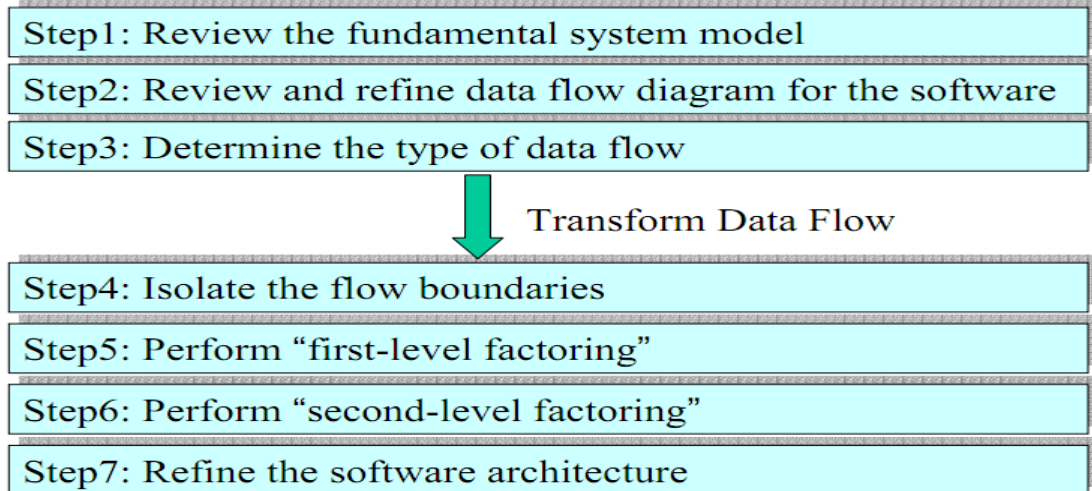 Step1: Review the fundamental system model
Step2: Review and refine data flow diagram for the software
Step3: Determine the type of data flow
Transform Data Flow
Step4: Isolate the flow boundaries
Step5: Perform “first-level factoring”
Step6: Perform “second-level factoring”
Step7: Refine the software architecture